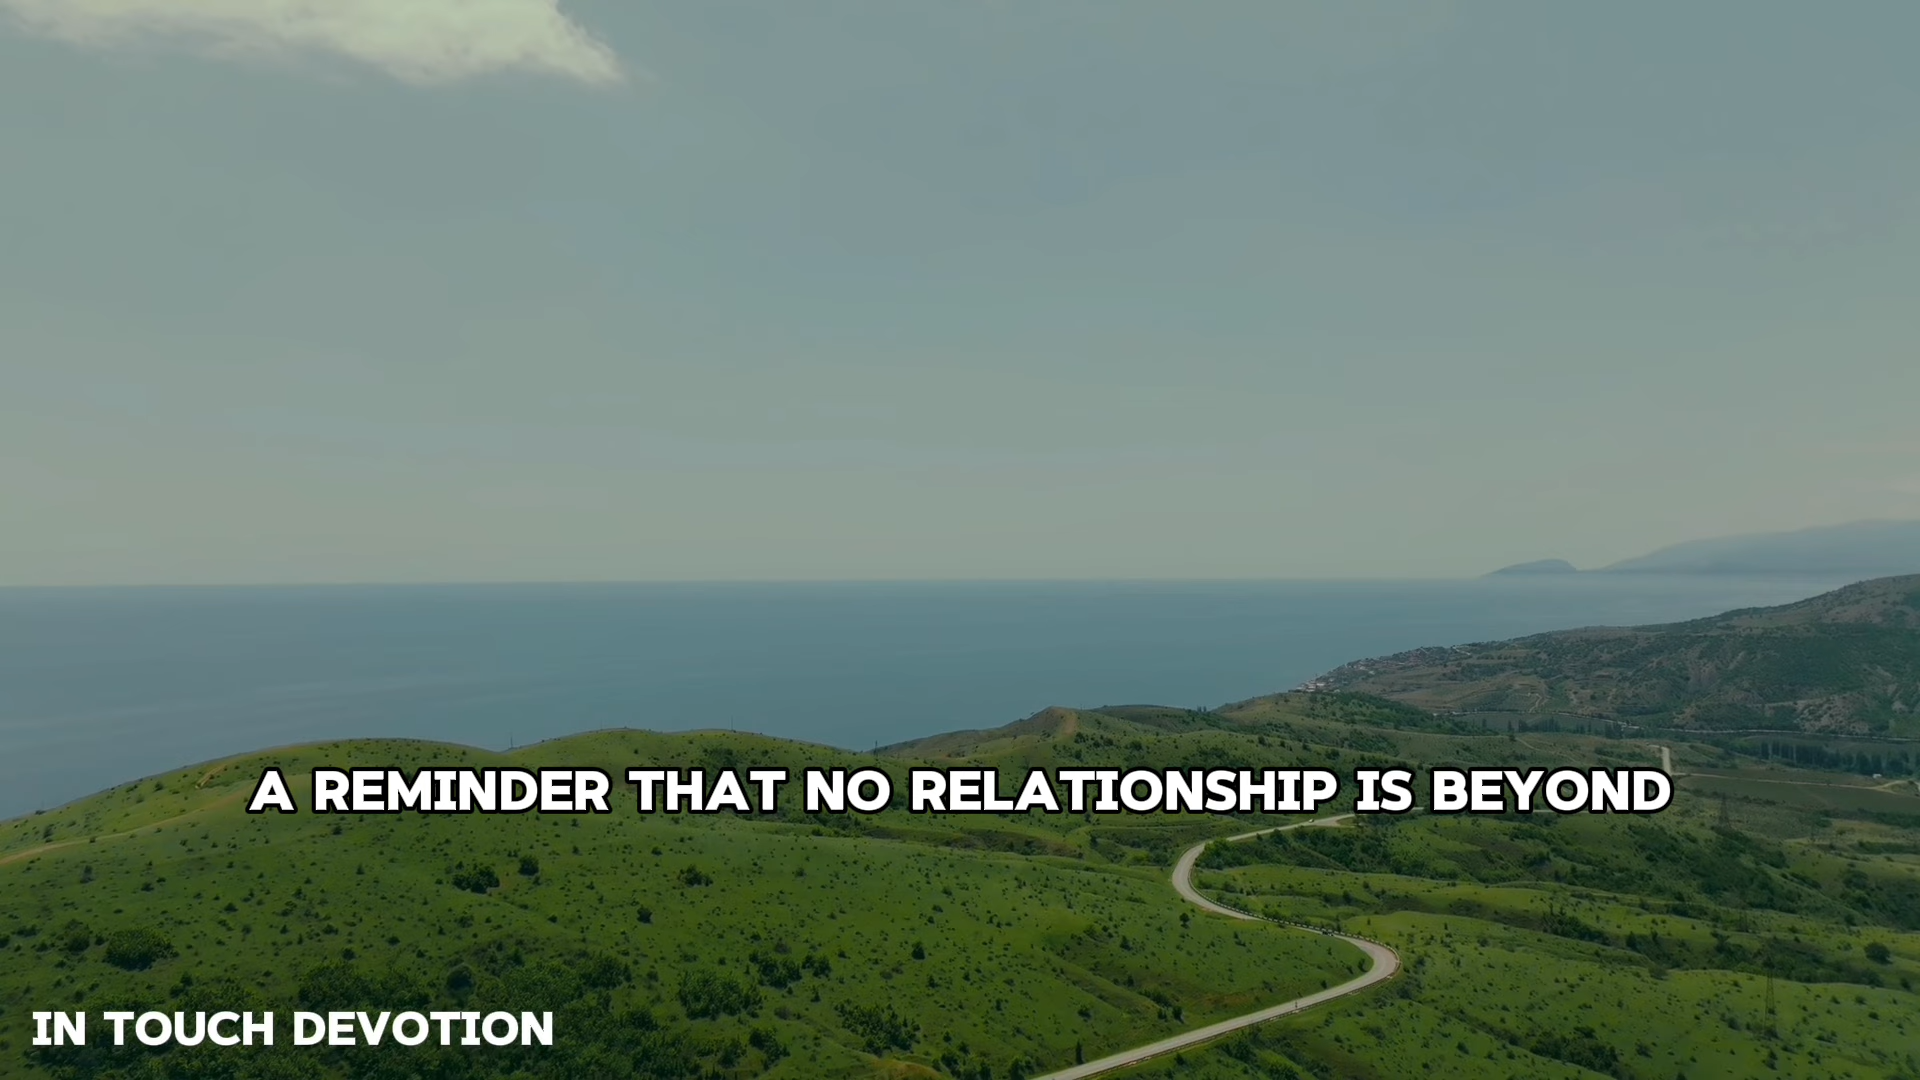 A REMINDER THAT NO RELATIONSHIP IS BEYOND
IN TOUCH DEVOTION